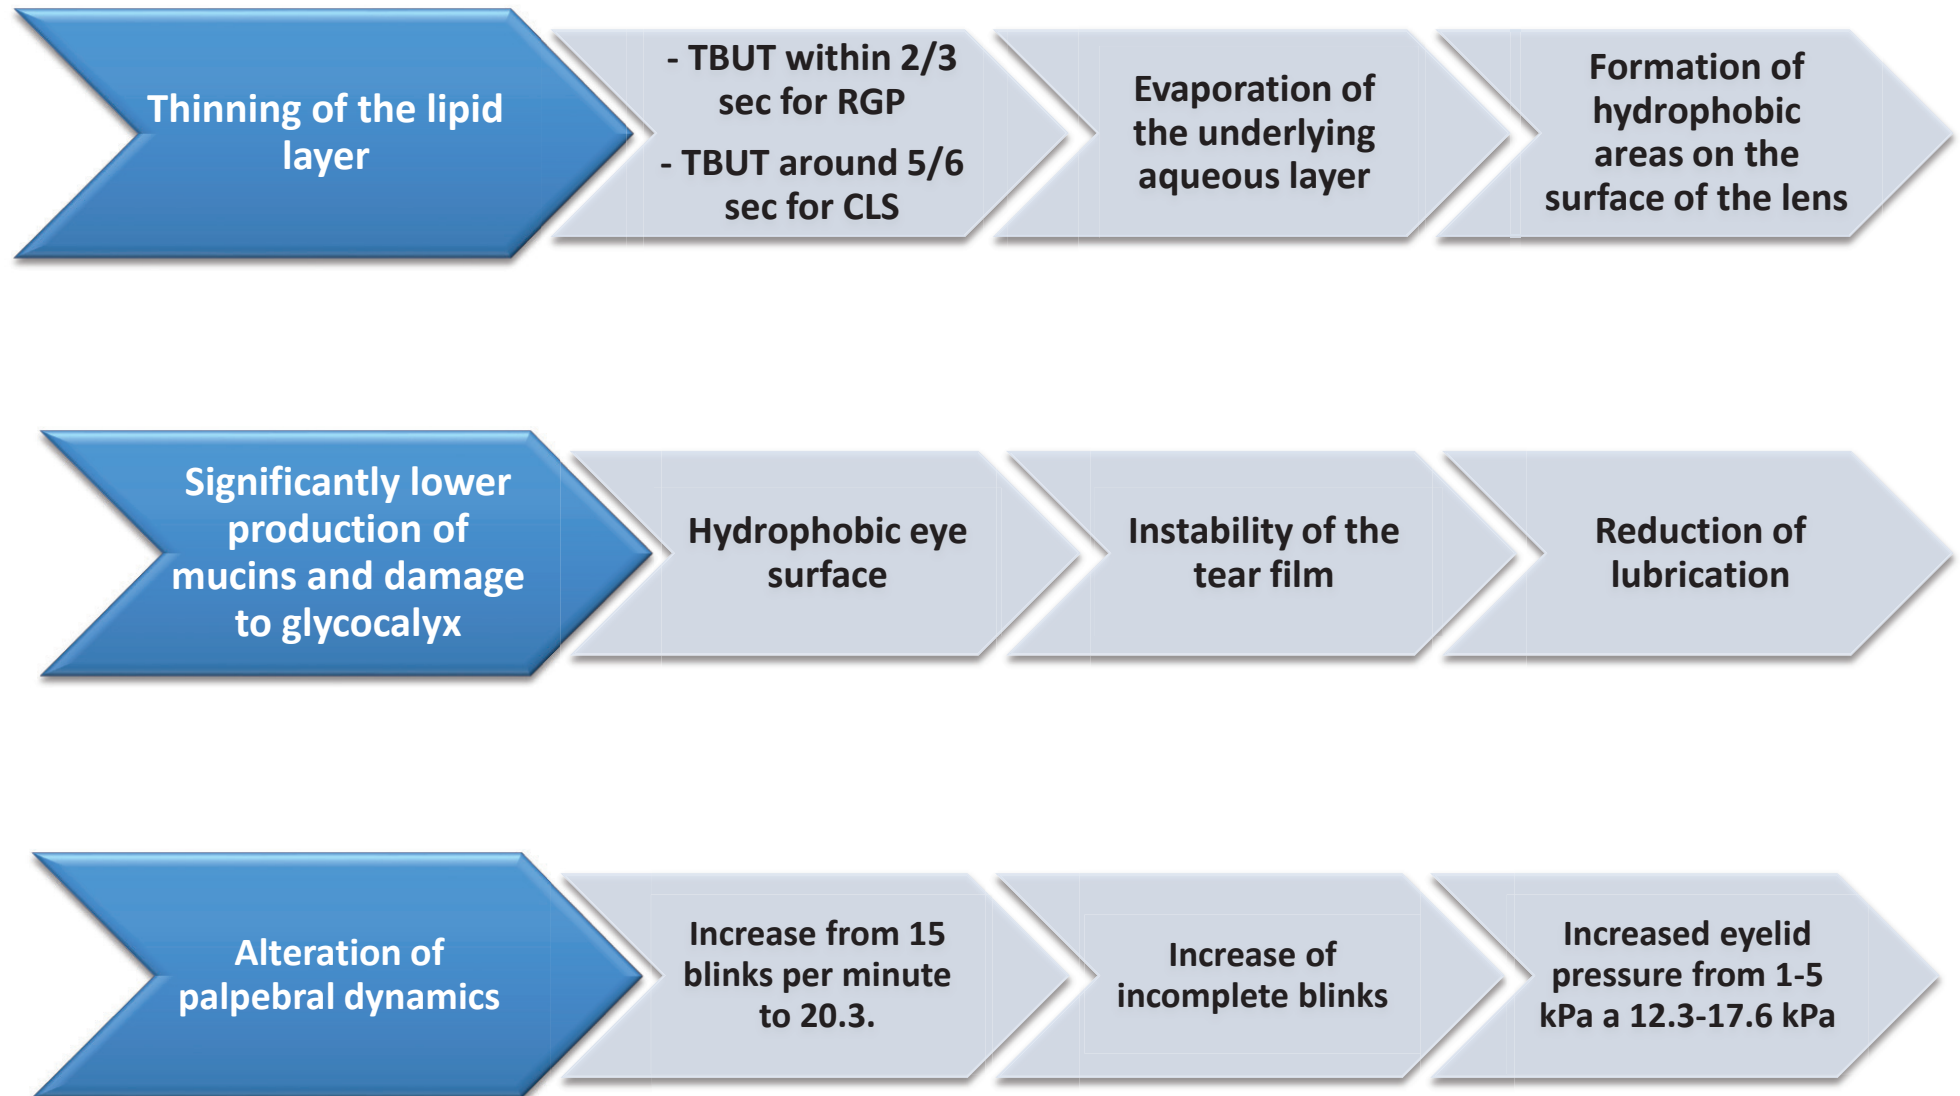 Thinning of the lipid
layer
- TBUT within 2/3
sec for RGP
- TBUT around 5/6
sec for CLS
Evaporation of
the underlying
aqueous layer
Formation of
hydrophobic
areas on the
surface of the lens
Significantly lower
production of
mucins and damage
to glycocalyx
Hydrophobic eye
surface
Instability of the
tear film
Reduction of
lubrication
Alteration of
palpebral dynamics
Increase from 15
blinks per minute
to 20.3.
Increase of
incomplete blinks
Increased eyelid
pressure from 1-5
kPa a 12.3-17.6 kPa